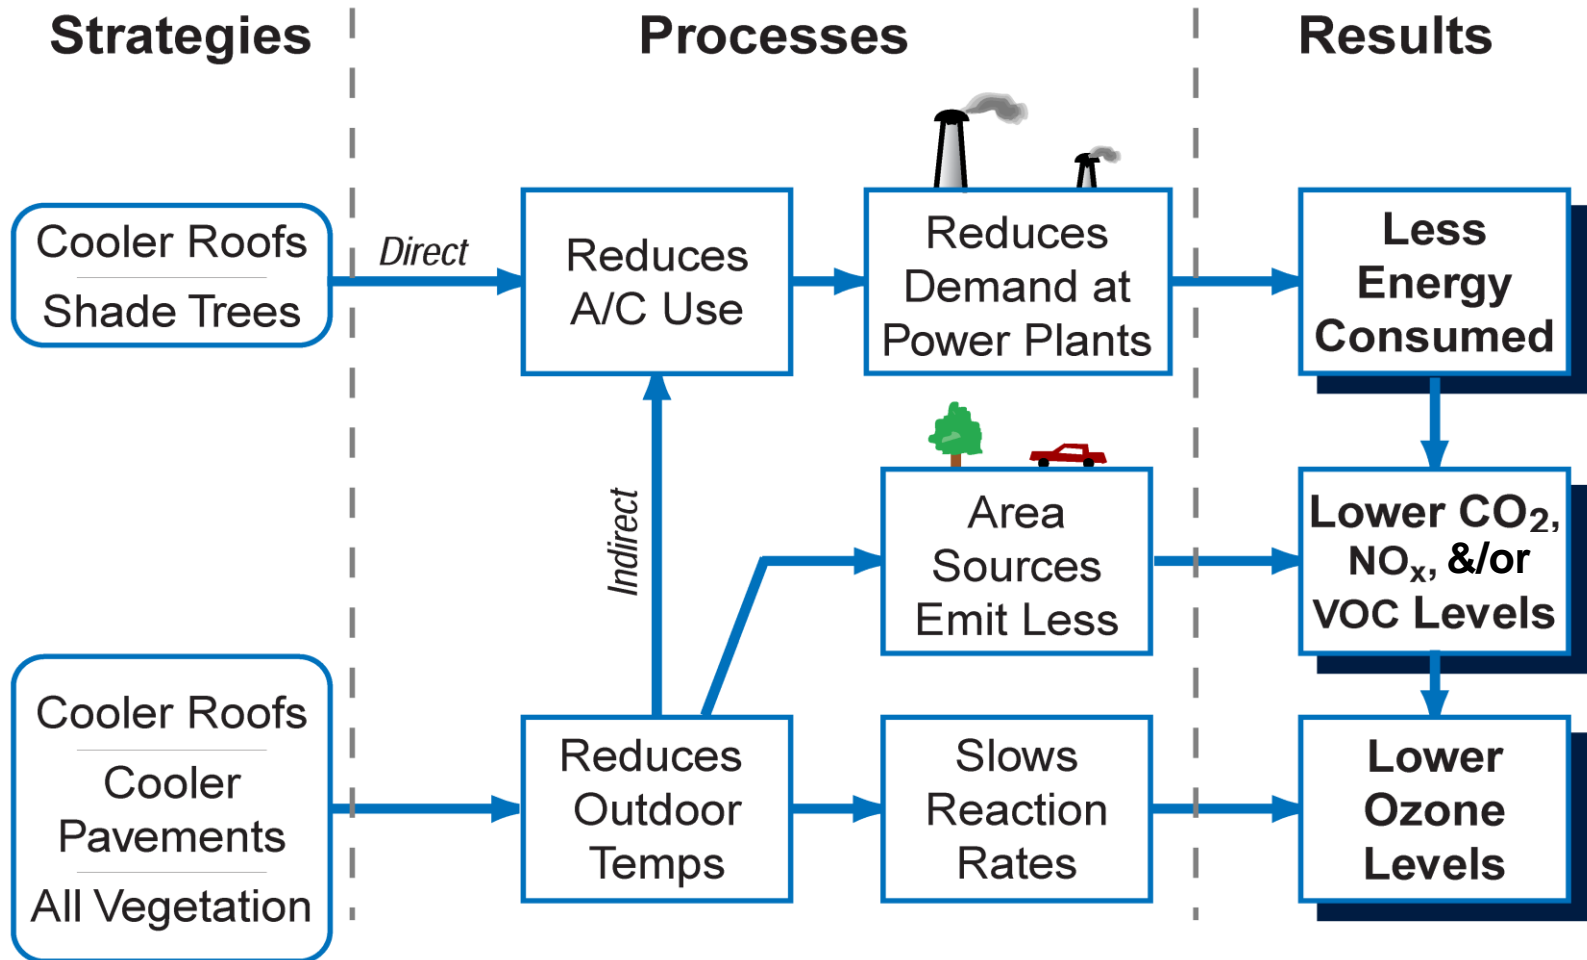 Strategies
Processes
Results
Cooler Roofs
Shade Trees
Direct
Reduces
A/C Use
Reduces
Demand at
Power Plants
Less
Energy
Consumed
Indirect
Area
Sources
Emit Less
Lower CO₂,
NOₓ, &/or
VOC Levels
Cooler Roofs
Cooler
Pavements
All Vegetation
Reduces
Outdoor
Temps
Slows
Reaction
Rates
Lower
Ozone
Levels